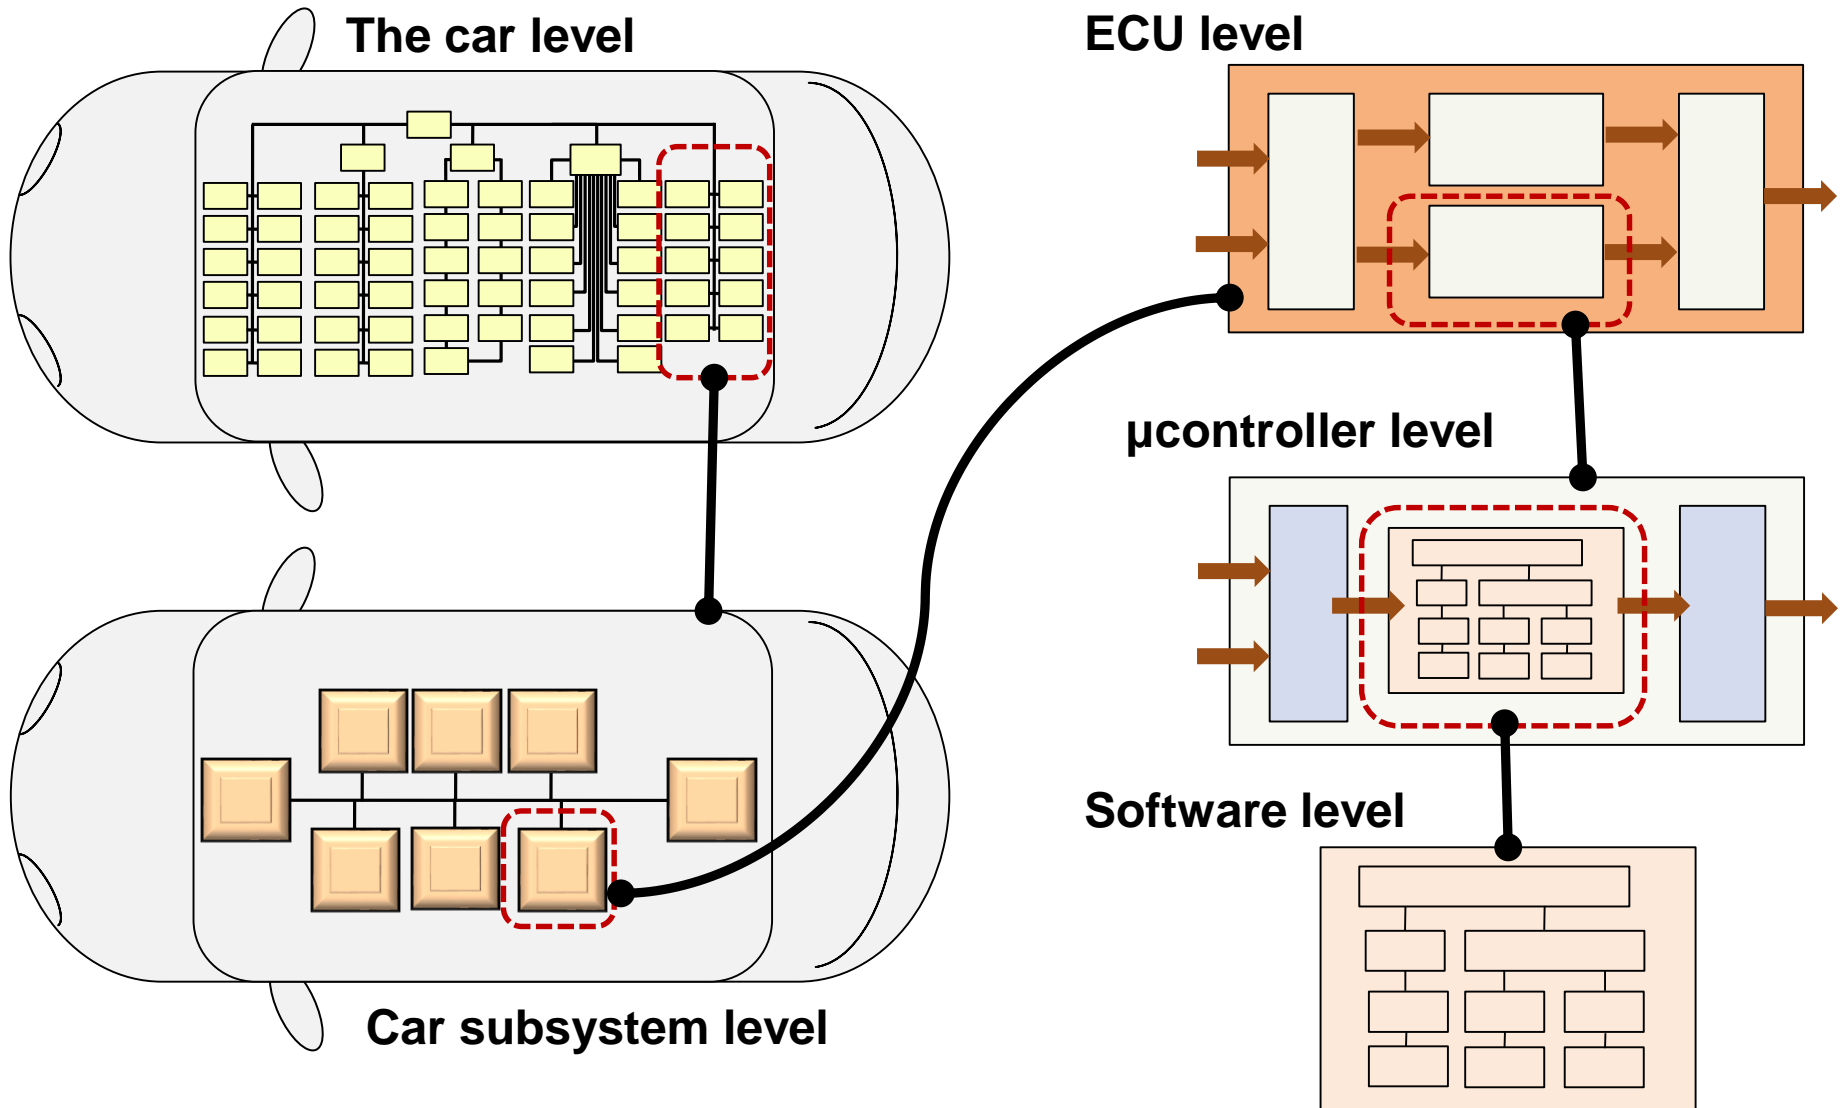 The car level
ECU level
µcontroller level
Software level
Car subsystem level